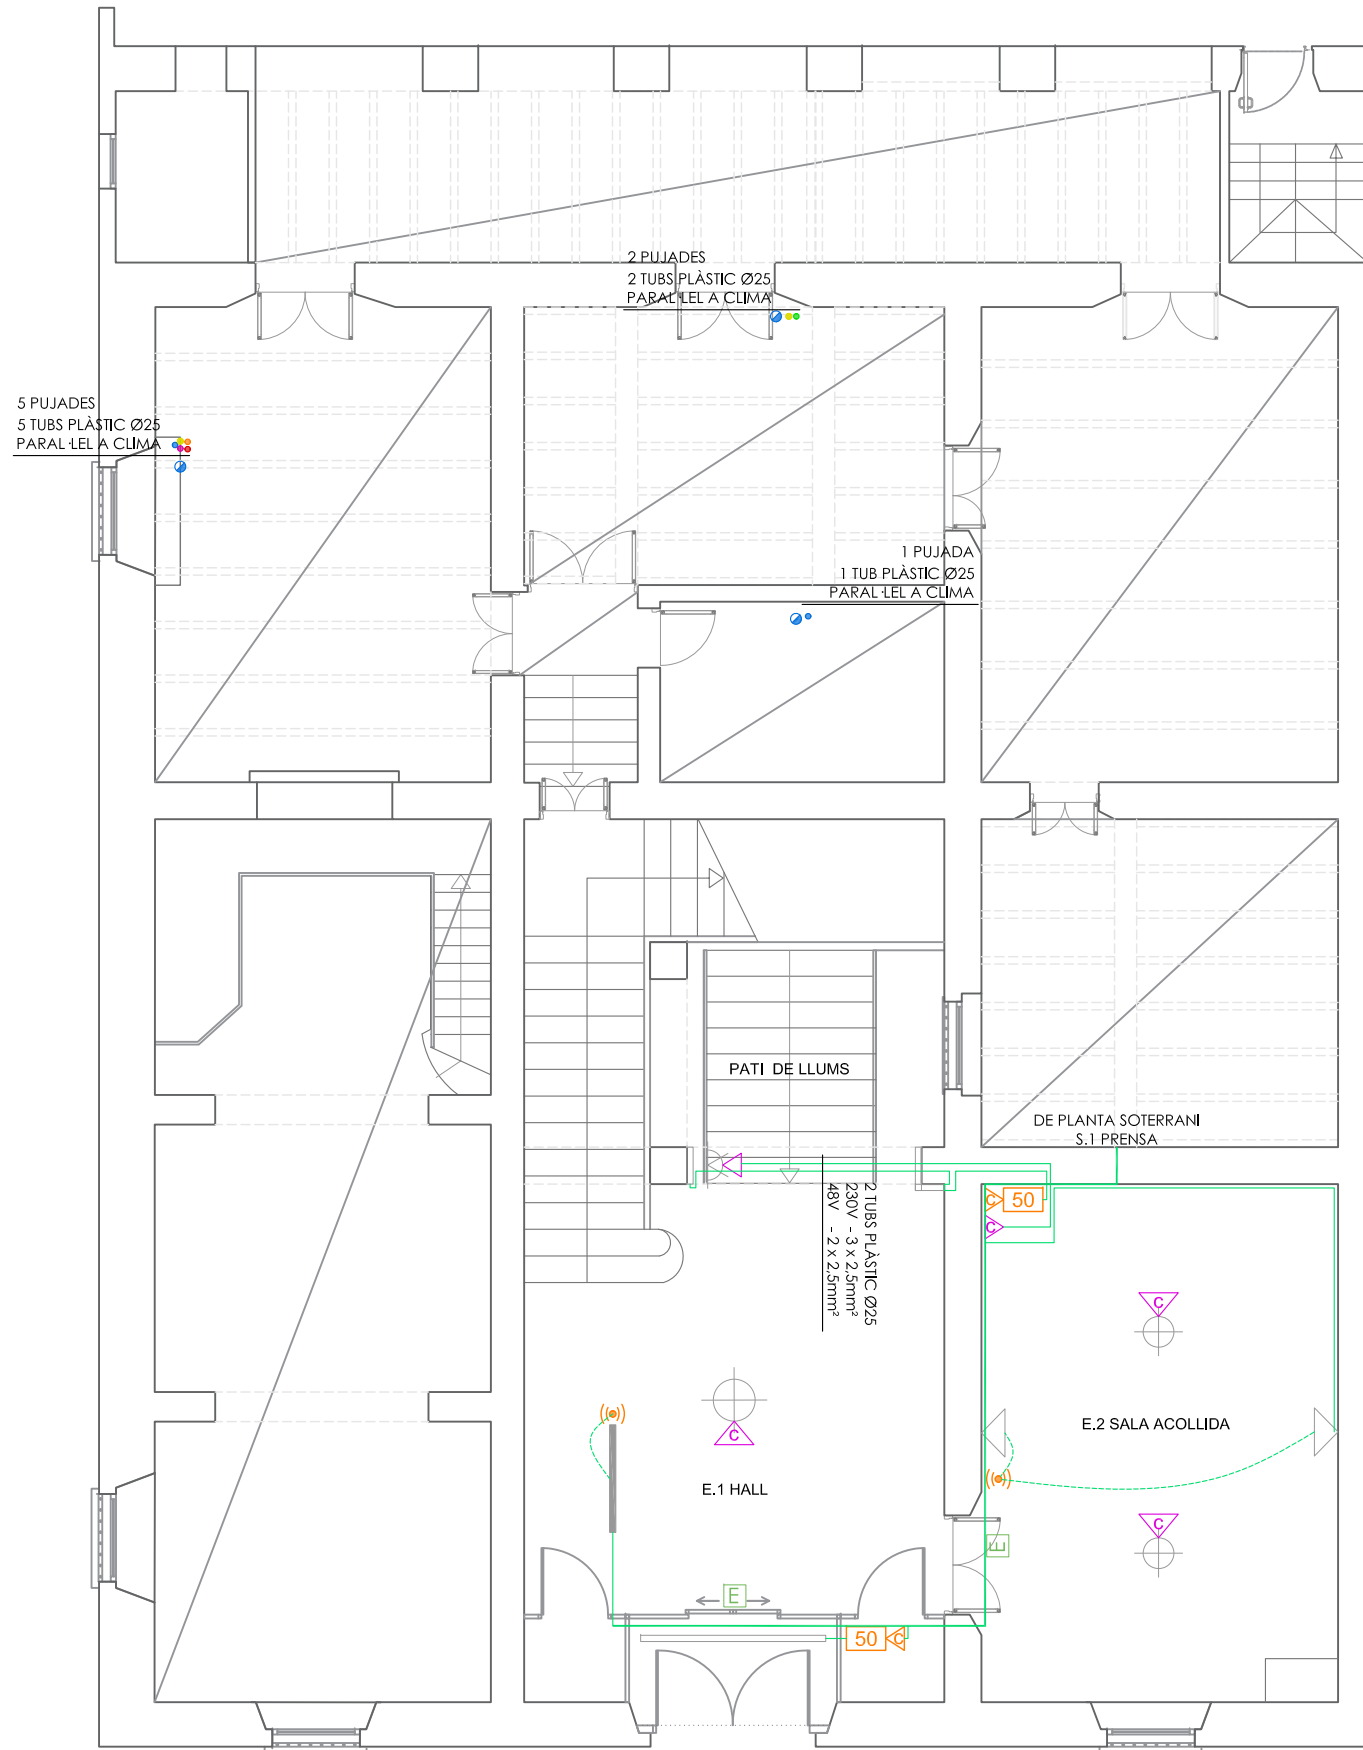 2 PUJADES
2 TUBS PLÀSTIC Ø25
PARAL·LEL A CLIMA
5 PUJADES
5 TUBS PLÀSTIC Ø25
PARAL·LEL A CLIMA
1 PUJADA
1 TUB PLÀSTIC Ø25
PARAL·LEL A CLIMA
PATI DE LLUMS
DE PLANTA SOTERRANI
S.1 PRENSA
2 TUBS PLÀSTIC Ø25
230V - 3 x 2,5mm²
48V - 2 x 2,5mm²
C 50
C
C
E.2 SALA ACOLLIDA
C
E.1 HALL
C
E
E
50 C